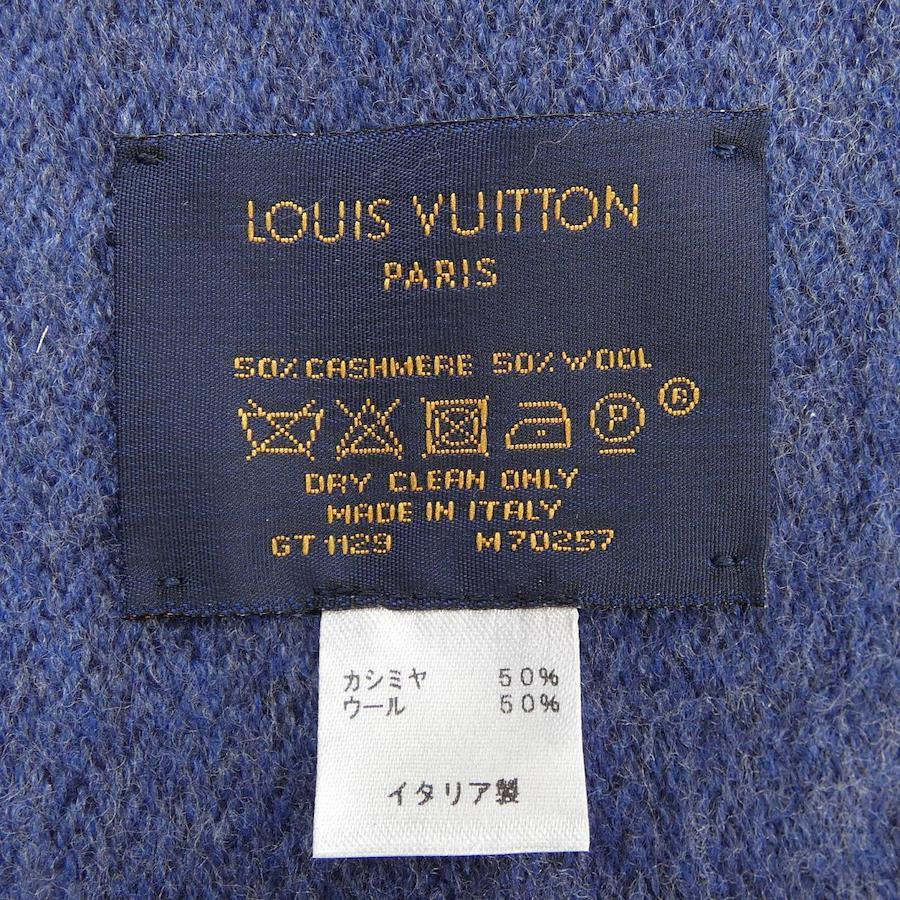 LOUIS VUITTON
PARIS
50% CASHMERE 50% WOOL
P R
DRY CLEAN ONLY
MADE IN ITALY
GT 1129 M70257
カシミヤ 50%
ウール 50%
イタリア製